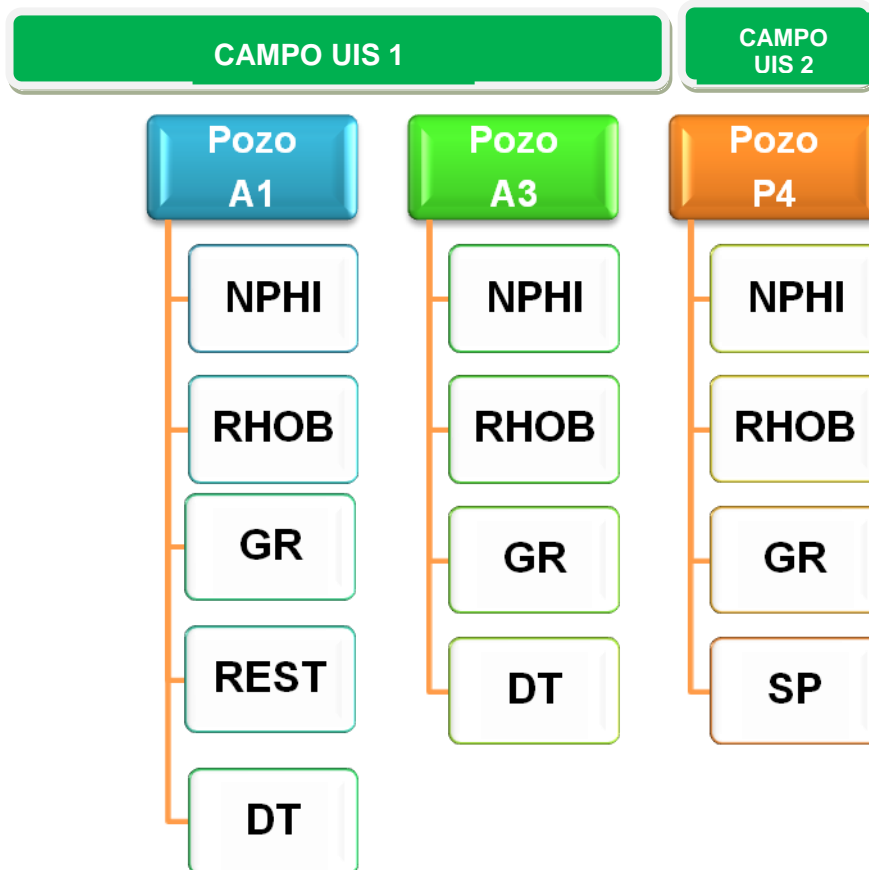 CAMPO UIS 1
CAMPO
UIS 2
Pozo
A1
NPHI
RHOB
GR
REST
DT
Pozo
A3
NPHI
RHOB
GR
DT
Pozo
P4
NPHI
RHOB
GR
SP